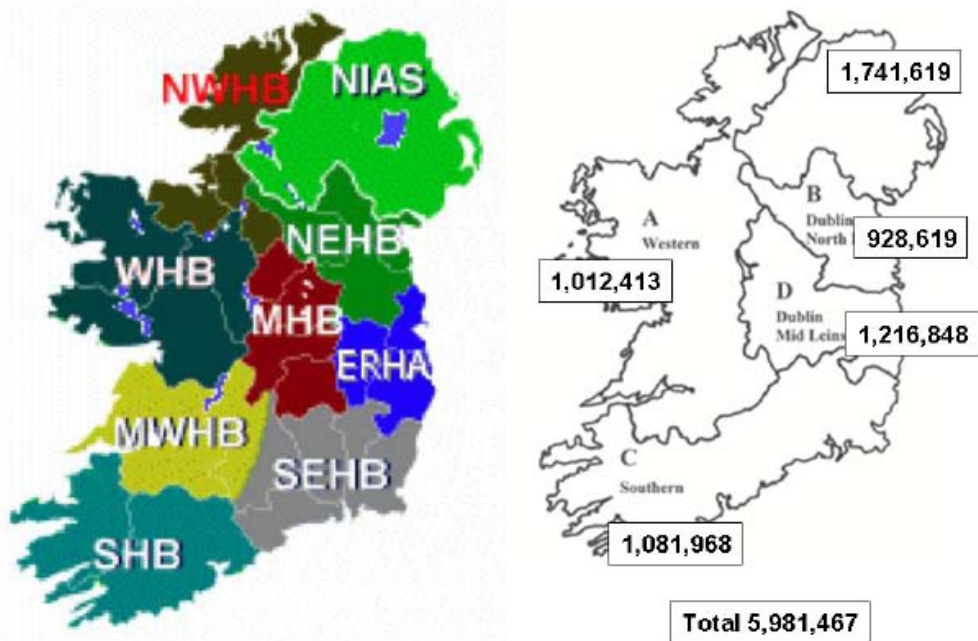 NWHB
NIAS
NEHB
WHB
MHB
ERHA
MWHB
SEHB
SHB
1,741,619
A
Western
B
Dublin
North
928,619
1,012,413
D
Dublin
Mid Leins
1,216,848
C
Southern
1,081,968
Total 5,981,467